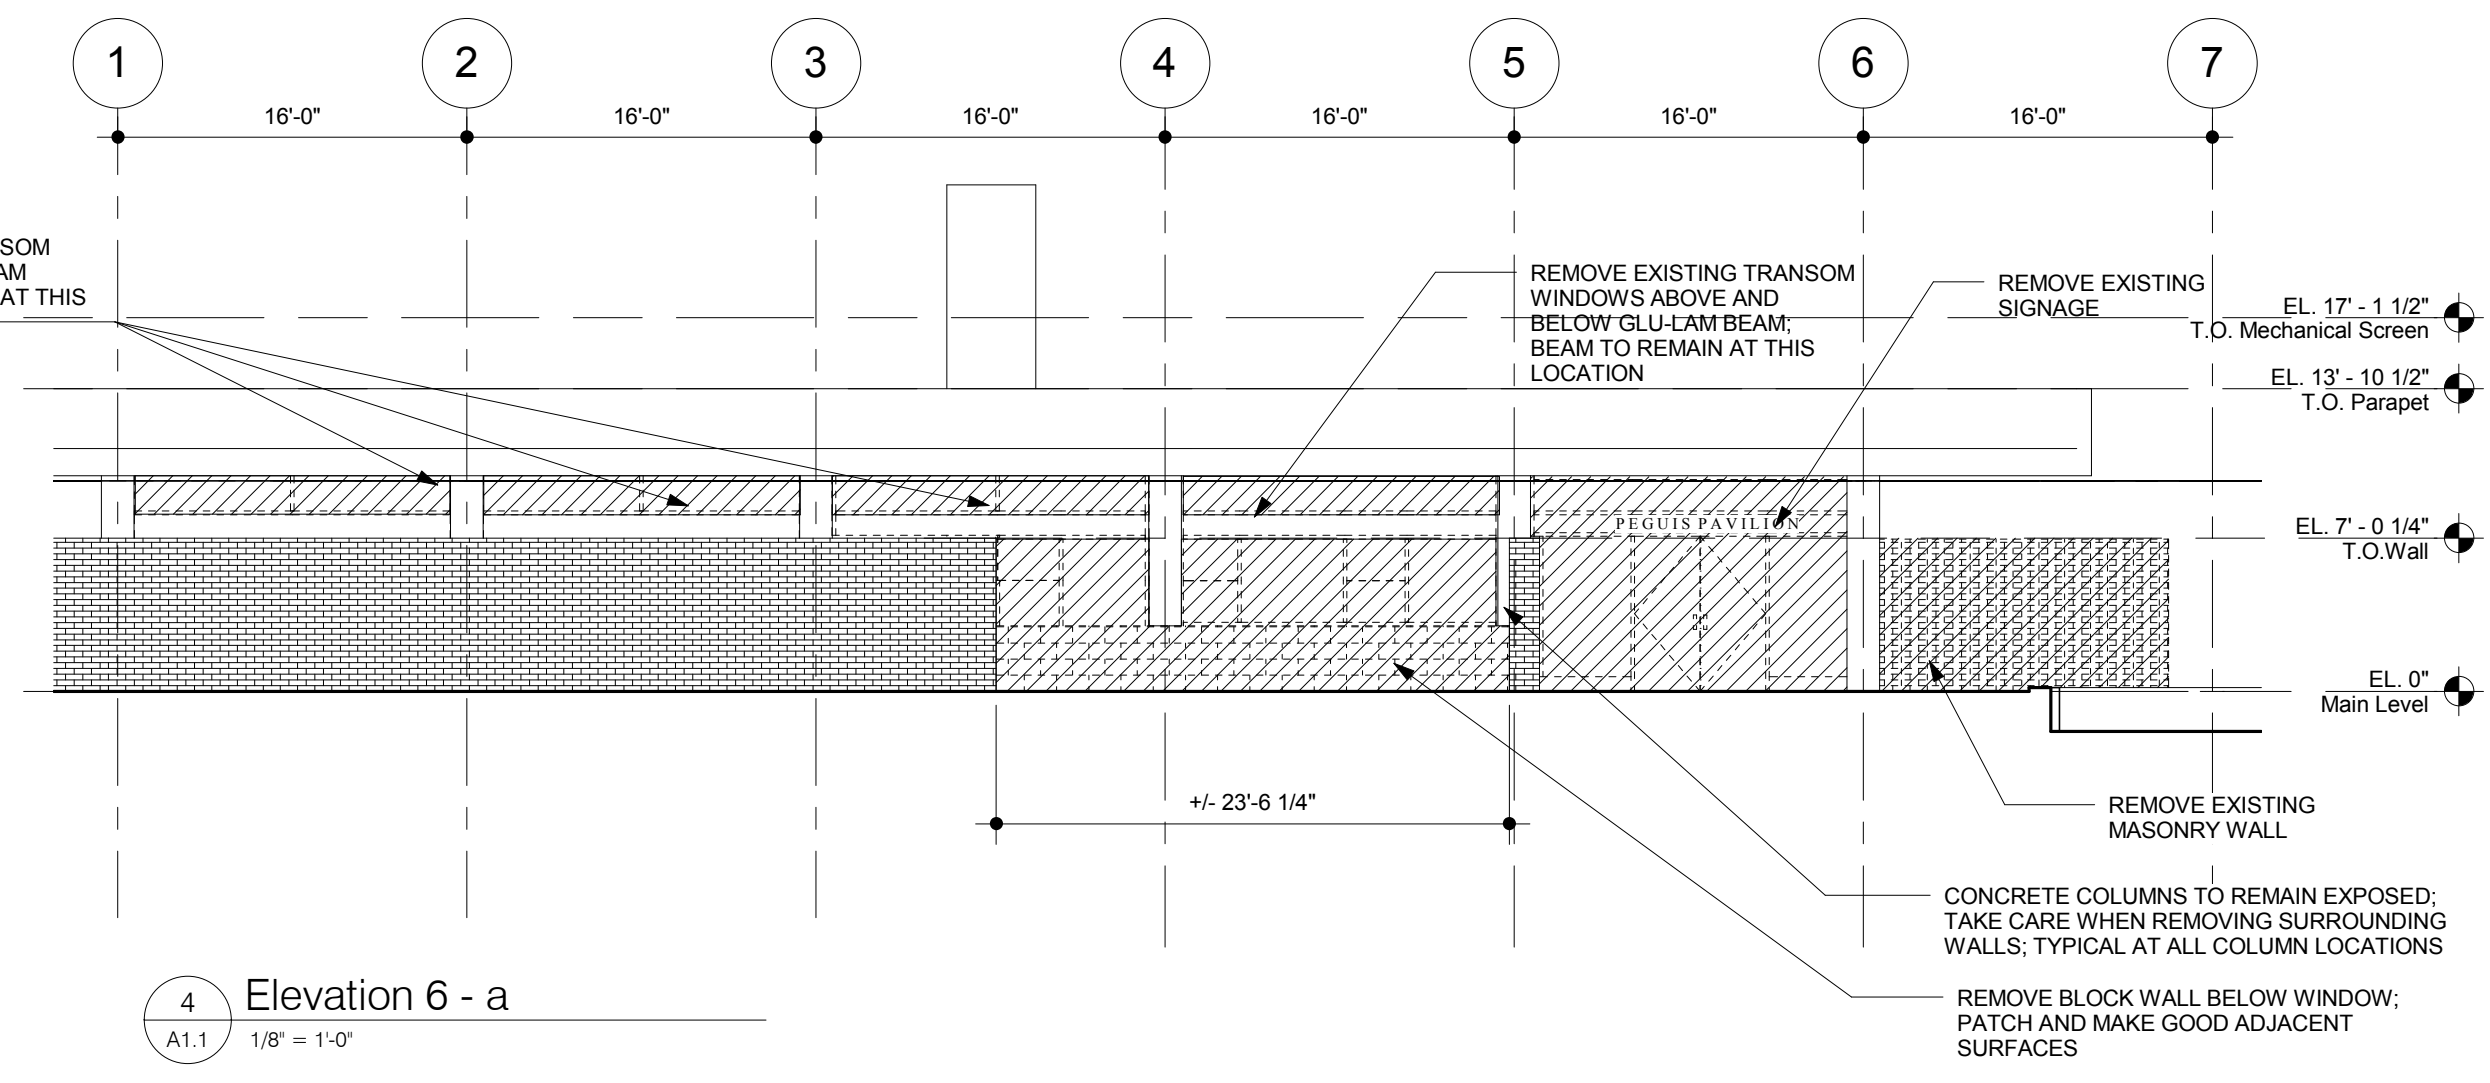 1 2 3 4 5 6 7
16'-0" 16'-0" 16'-0" 16'-0" 16'-0" 16'-0"
SOM
AM
AT THIS
REMOVE EXISTING TRANSOM
WINDOWS ABOVE AND
BELOW GLU-LAM BEAM;
BEAM TO REMAIN AT THIS
LOCATION
REMOVE EXISTING
SIGNAGE
EL. 17' - 1 1/2"
T.O. Mechanical Screen
EL. 13' - 10 1/2"
T.O. Parapet
PEGUIS PAVILION
EL. 7' - 0 1/4"
T.O.Wall
EL. 0"
Main Level
+/- 23'-6 1/4"
REMOVE EXISTING
MASONRY WALL
CONCRETE COLUMNS TO REMAIN EXPOSED;
TAKE CARE WHEN REMOVING SURROUNDING
WALLS; TYPICAL AT ALL COLUMN LOCATIONS
REMOVE BLOCK WALL BELOW WINDOW;
PATCH AND MAKE GOOD ADJACENT
SURFACES
4 Elevation 6 - a
A1.1 1/8" = 1'-0"